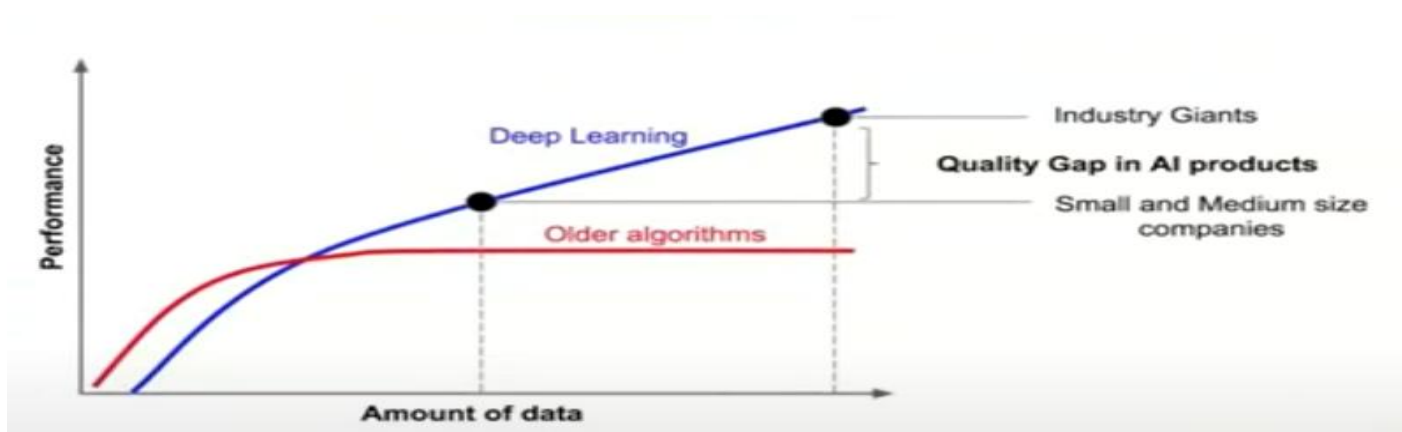 Performance
Deep Learning
Older algorithms
Industry Giants
Quality Gap in AI products
Small and Medium size
companies
Amount of data